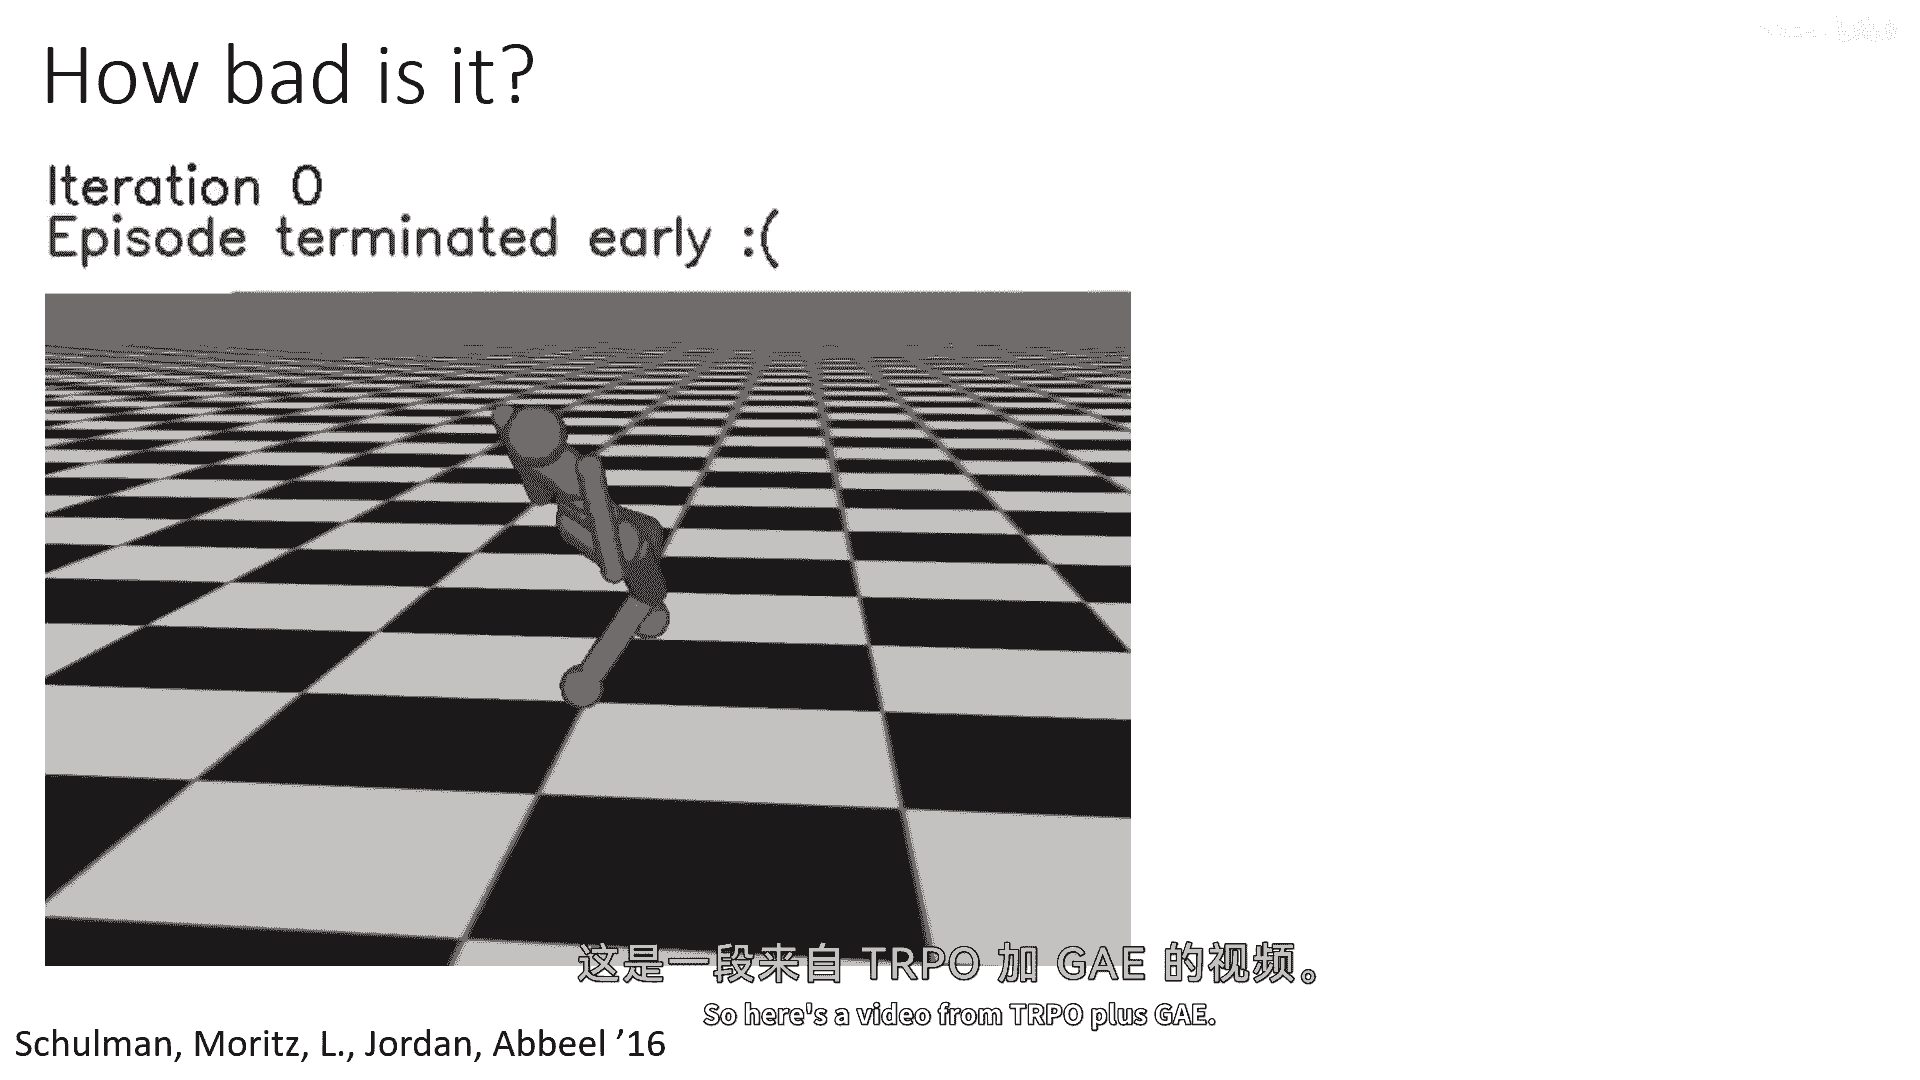 How bad is it?
Iteration 0
Episode terminated early :(
这是一段来自 TRPO 加 GAE 的视频。
So here's a video from TRPO plus GAE.
Schulman, Moritz, L., Jordan, Abbeel ’16